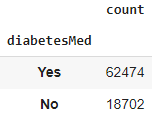 count
diabetesMed
Yes 62474
No 18702